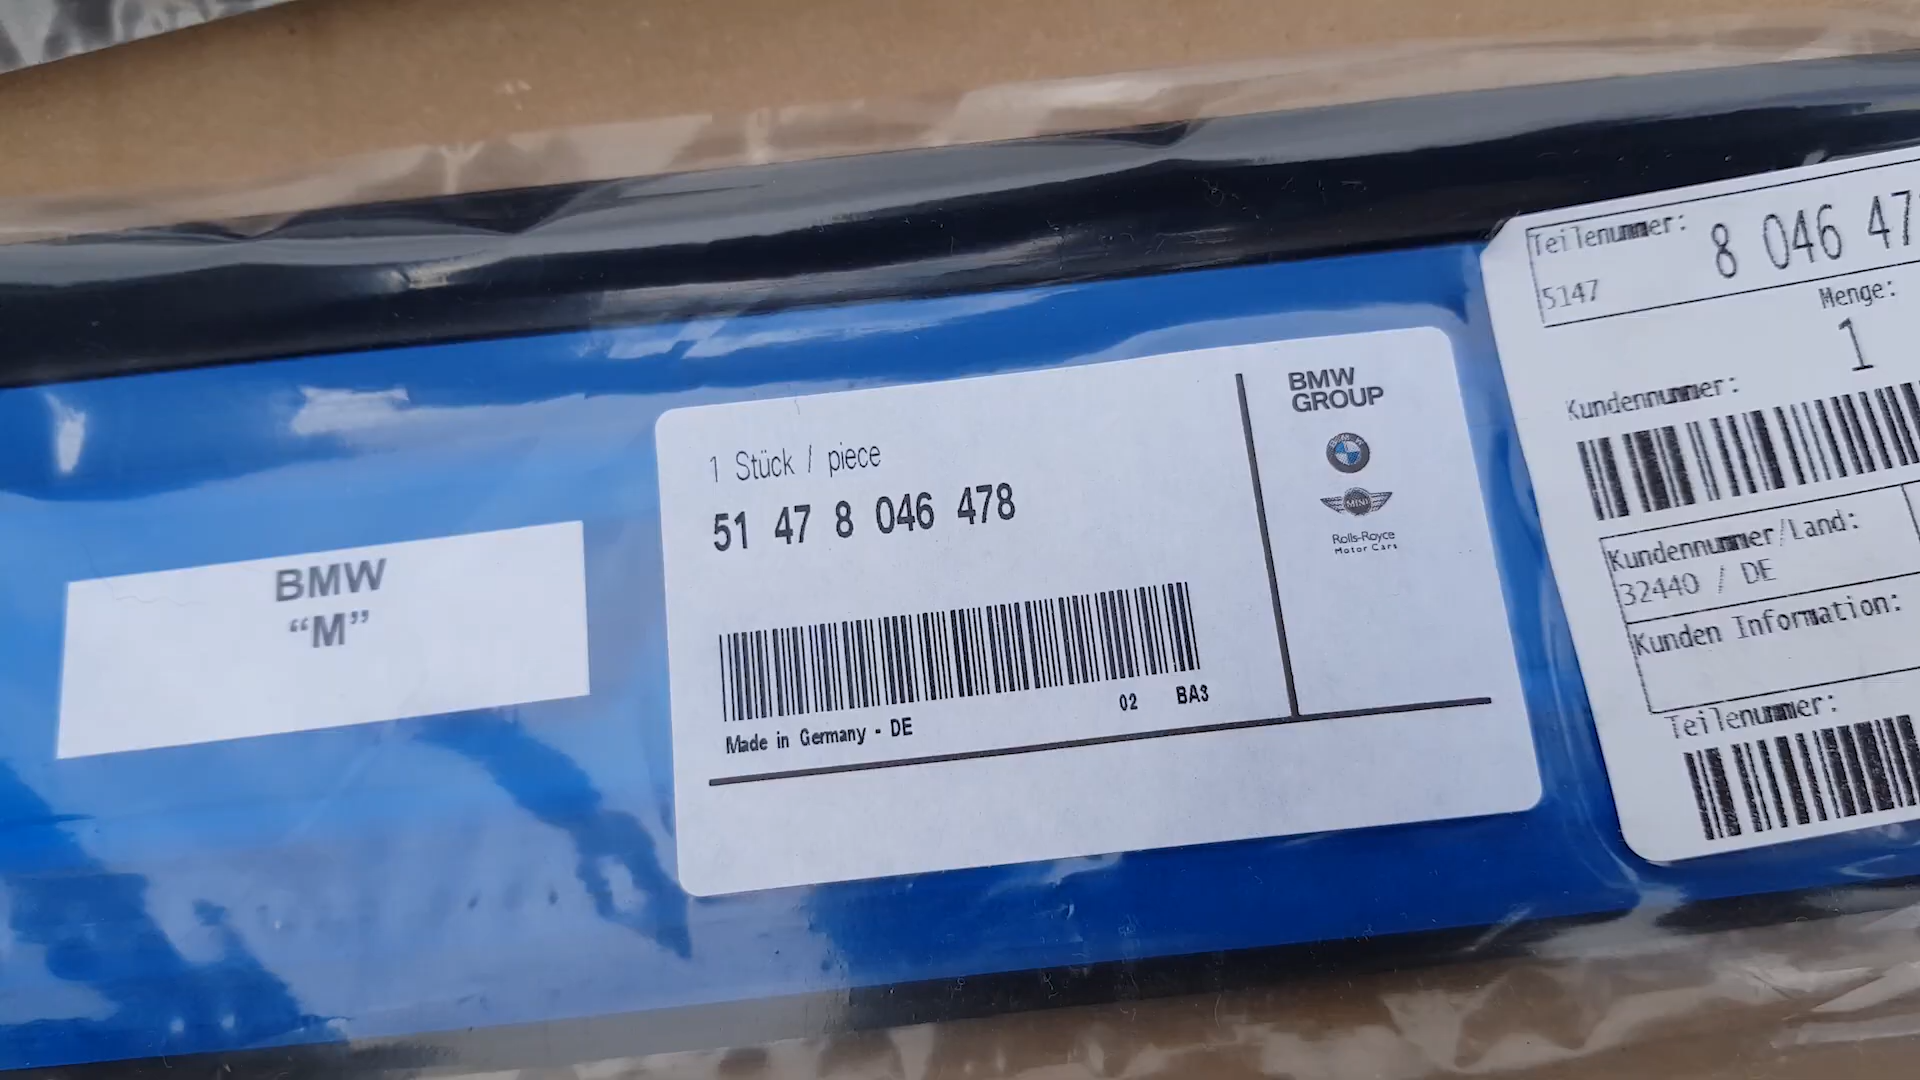 BMW
“M”
1 Stück / piece
51 47 8 046 478
02 BA3
Made in Germany - DE
BMW
GROUP
MINI
Rolls-Royce
Motor Cars
Teilenummer:
8 046 47
5147
Menge:
1
Kundennummer:
Kundennummer/Land:
32440 / DE
Kunden Information:
Teilenummer: